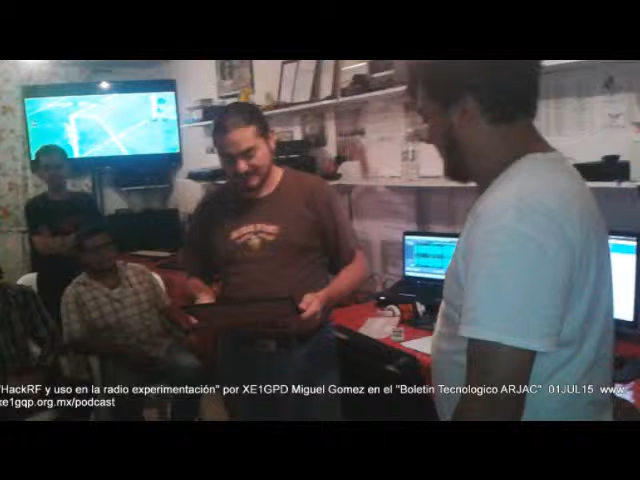 "HackRF y uso en la radio experimentación" por XE1GPD Miguel Gomez en el "Boletin Tecnologico ARJAC" 01JUL15 www
xe1gqp.org.mx/podcast